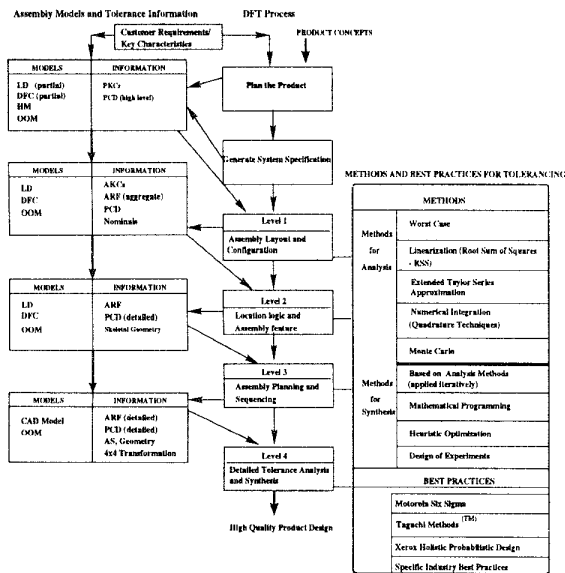 Assembly Models and Tolerance Information
DFT Process
Customer Requirements/
Key Characteristics
PRODUCT CONCEPTS
MODELS
INFORMATION
LD (partial)
DFC (partial)
HM
OOM
PKCs
PCD (high level)
Plan the Product
Generate System Specification
MODELS
INFORMATION
LD
DFC
OOM
AKCs
ARF (aggregate)
PCD
Nominals
Level 1
Assembly Layout and
Configuration
MODELS
INFORMATION
LD
DFC
OOM
ARF
PCD (detailed)
Skeletal Geometry
Level 2
Location logic and
Assembly feature
Level 3
Assembly Planning and
Sequencing
MODELS
INFORMATION
CAD Model
OOM
ARF (detailed)
PCD (detailed)
AS, Geometry
4x4 Transformation
Level 4
Detailed Tolerance Analysis
and Synthesis
High Quality Product Design
METHODS AND BEST PRACTICES FOR TOLERANCING
METHODS
Methods
for
Analysis
Worst Case
Linearization (Root Sum of Squares
- RSS)
Extended Taylor Series
Approximation
Numerical Integration
(Quadrature Techniques)
Monte Carlo
Methods
for
Synthesis
Based on Analysis Methods
(applied iteratively)
Mathematical Programming
Heuristic Optimization
Design of Experiments
BEST PRACTICES
Motorola Six Sigma
Taguchi Methods (TM)
Xerox Holistic Probabilistic Design
Specific Industry Best Practices